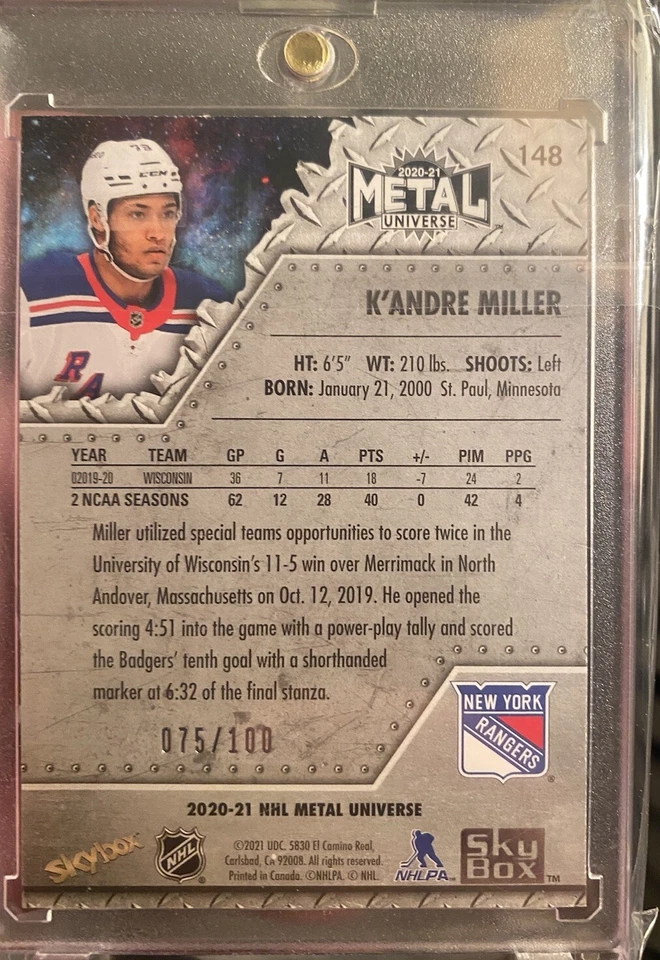 148
2020-21
METAL
UNIVERSE
™
79
CCM
K'ANDRE MILLER
HT: 6'5" WT: 210 lbs. SHOOTS: Left
BORN: January 21, 2000 St. Paul, Minnesota
YEAR TEAM GP G A PTS +/- PIM PPG
02019-20 WISCONSIN 36 7 11 18 -7 24 2
2 NCAA SEASONS 62 12 28 40 0 42 4
Miller utilized special teams opportunities to score twice in the
University of Wisconsin's 11-5 win over Merrimack in North
Andover, Massachusetts on Oct. 12, 2019. He opened the
scoring 4:51 into the game with a power-play tally and scored
the Badgers' tenth goal with a shorthanded
marker at 6:32 of the final stanza.
075/100
NEW YORK
RANGERS
®
2020-21 NHL METAL UNIVERSE
Skybox
NHL
®
©2021 UDC. 5830 El Camino Real,
Carlsbad, CA 92008. All rights reserved.
Printed in Canada. ©NHLPA. © NHL.
NHLPA™
Sky
Box™